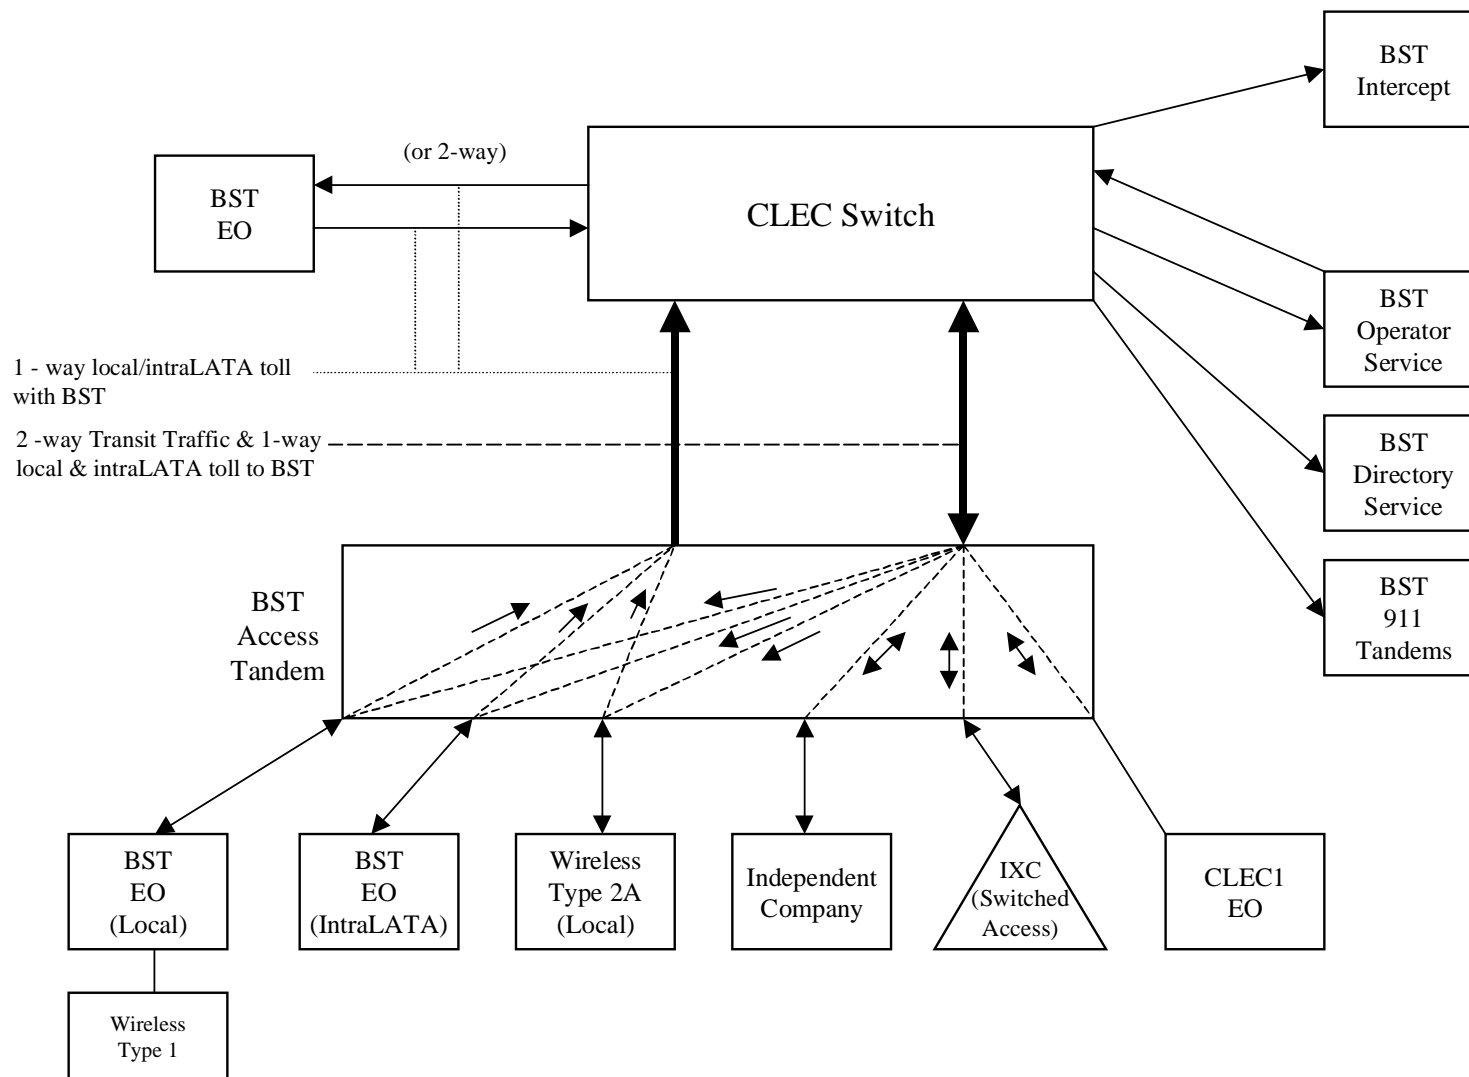 BST
Intercept
(or 2-way)
BST
EO
CLEC Switch
BST
Operator
Service
1 - way local/intraLATA toll
with BST
2 -way Transit Traffic & 1-way
local & intraLATA toll to BST
BST
Directory
Service
BST
911
Tandems
BST
Access
Tandem
BST
EO
(Local)
BST
EO
(IntraLATA)
Wireless
Type 2A
(Local)
Independent
Company
IXC
(Switched
Access)
CLEC1
EO
Wireless
Type 1